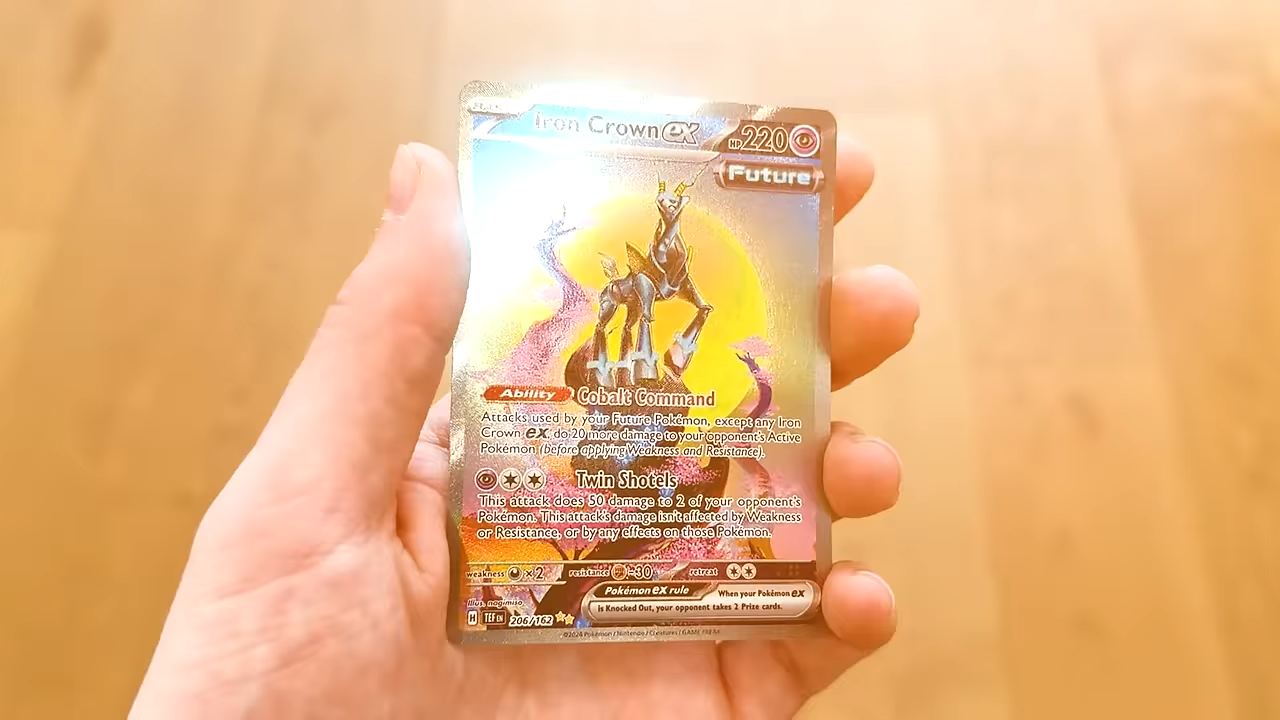 BASIC
Iron Crown ex HP 220
Future
Ability Cobalt Command
Attacks used by your Future Pokémon, except any Iron
Crown ex, do 20 more damage to your opponent's Active
Pokémon (before applying Weakness and Resistance).
Twin Shotels
This attack does 50 damage to 2 of your opponent's
Pokémon. This attack's damage isn't affected by Weakness
or Resistance, or by any effects on those Pokémon.
weakness ×2 resistance -30 retreat
Pokémon ex rule When your Pokémon ex
is Knocked Out, your opponent takes 2 Prize cards.
Illus. nagimiso
H TEF EN 206/162
©2024 Pokémon / Nintendo / Creatures / GAME FREAK